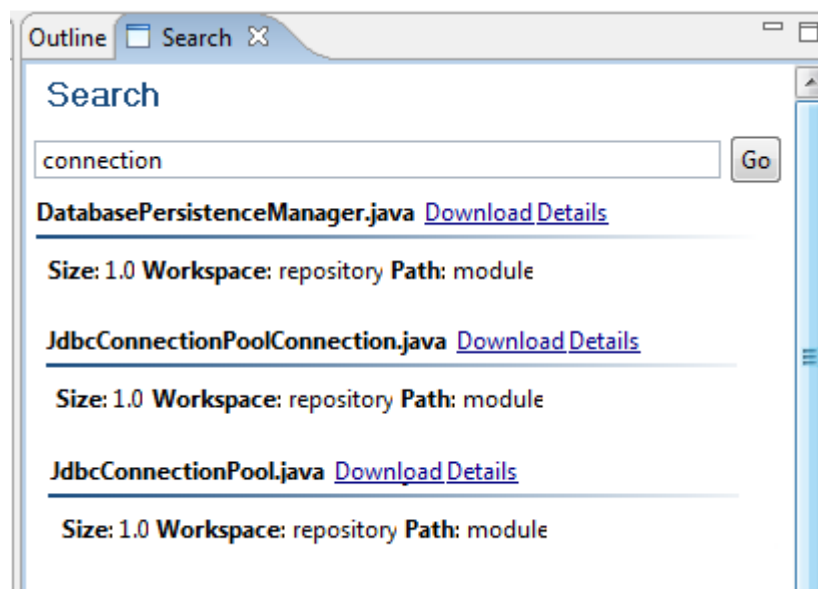 Outline Search
Search
connection Go
DatabasePersistenceManager.java Download Details
Size: 1.0 Workspace: repository Path: module
JdbcConnectionPoolConnection.java Download Details
Size: 1.0 Workspace: repository Path: module
JdbcConnectionPool.java Download Details
Size: 1.0 Workspace: repository Path: module